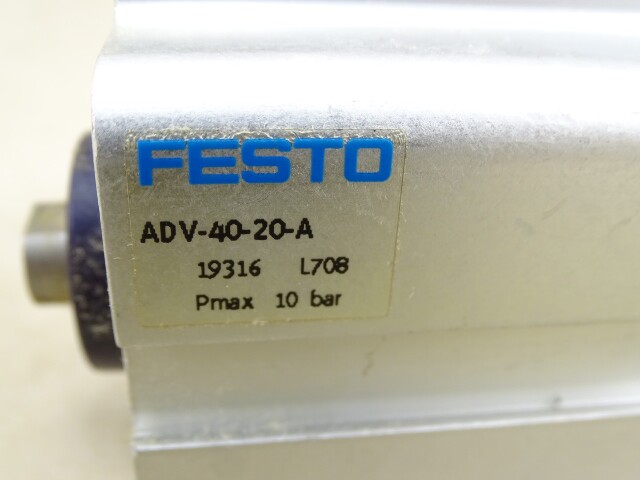 FESTO
ADV-40-20-A
19316 L708
Pmax 10 bar